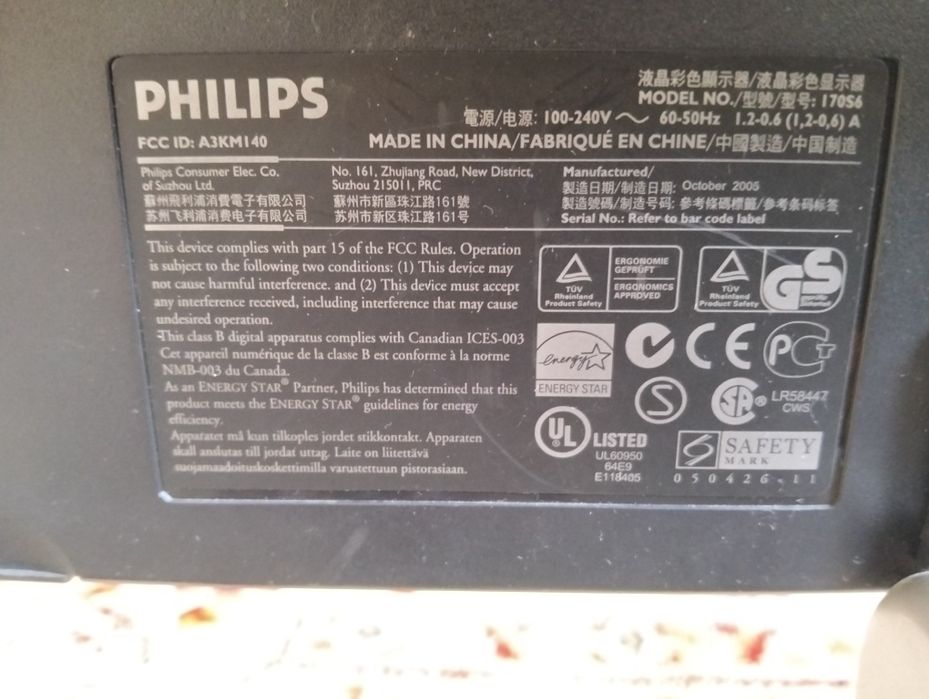 PHILIPS
FCC ID: A3KM140
液晶彩色顯示器/液晶彩色显示器
MODEL NO./型號/型号: 170S6
電源/电源: 100-240V ～ 60-50Hz 1.2-0.6 (1,2-0,6) A
MADE IN CHINA/FABRIQUÉ EN CHINE/中國製造/中国制造
Philips Consumer Elec. Co.
of Suzhou Ltd.
蘇州飛利浦消費電子有限公司
苏州飞利浦消费电子有限公司
No. 161, Zhujiang Road, New District,
Suzhou 215011, PRC
蘇州市新區珠江路161號
苏州市新区珠江路161号
Manufactured/
製造日期/制造日期: October 2005
製造號碼/制造号码: 參考條碼標籤/参考条码标签
Serial No.: Refer to bar code label
This device complies with part 15 of the FCC Rules. Operation
is subject to the following two conditions: (1) This device may
not cause harmful interference. and (2) This device must accept
any interference received, including interference that may cause
undesired operation.
This class B digital apparatus complies with Canadian ICES-003
Cet appareil numérique de la classe B est conforme à la norme
NMB-003 du Canada.
As an ENERGY STAR® Partner, Philips has determined that this
product meets the ENERGY STAR® guidelines for energy
efficiency.
Apparatet må kun tilkoples jordet stikkontakt. Apparaten
skall anslutas till jordat uttag. Laite on liitettävä
suojamaadoituskoskettimilla varustettuun pistorasiaan.
TÜV
Rheinland
Product Safety
ERGONOMIE
GEPRÜFT
ERGONOMICS
APPROVED
TÜV
Rheinland
Product Safety
GS
energy
ENERGY STAR
CE
PCT
S
SA® LR58447
CWS
UL LISTED
UL60950
64E9
E118405
SAFETY
MARK
050426-11